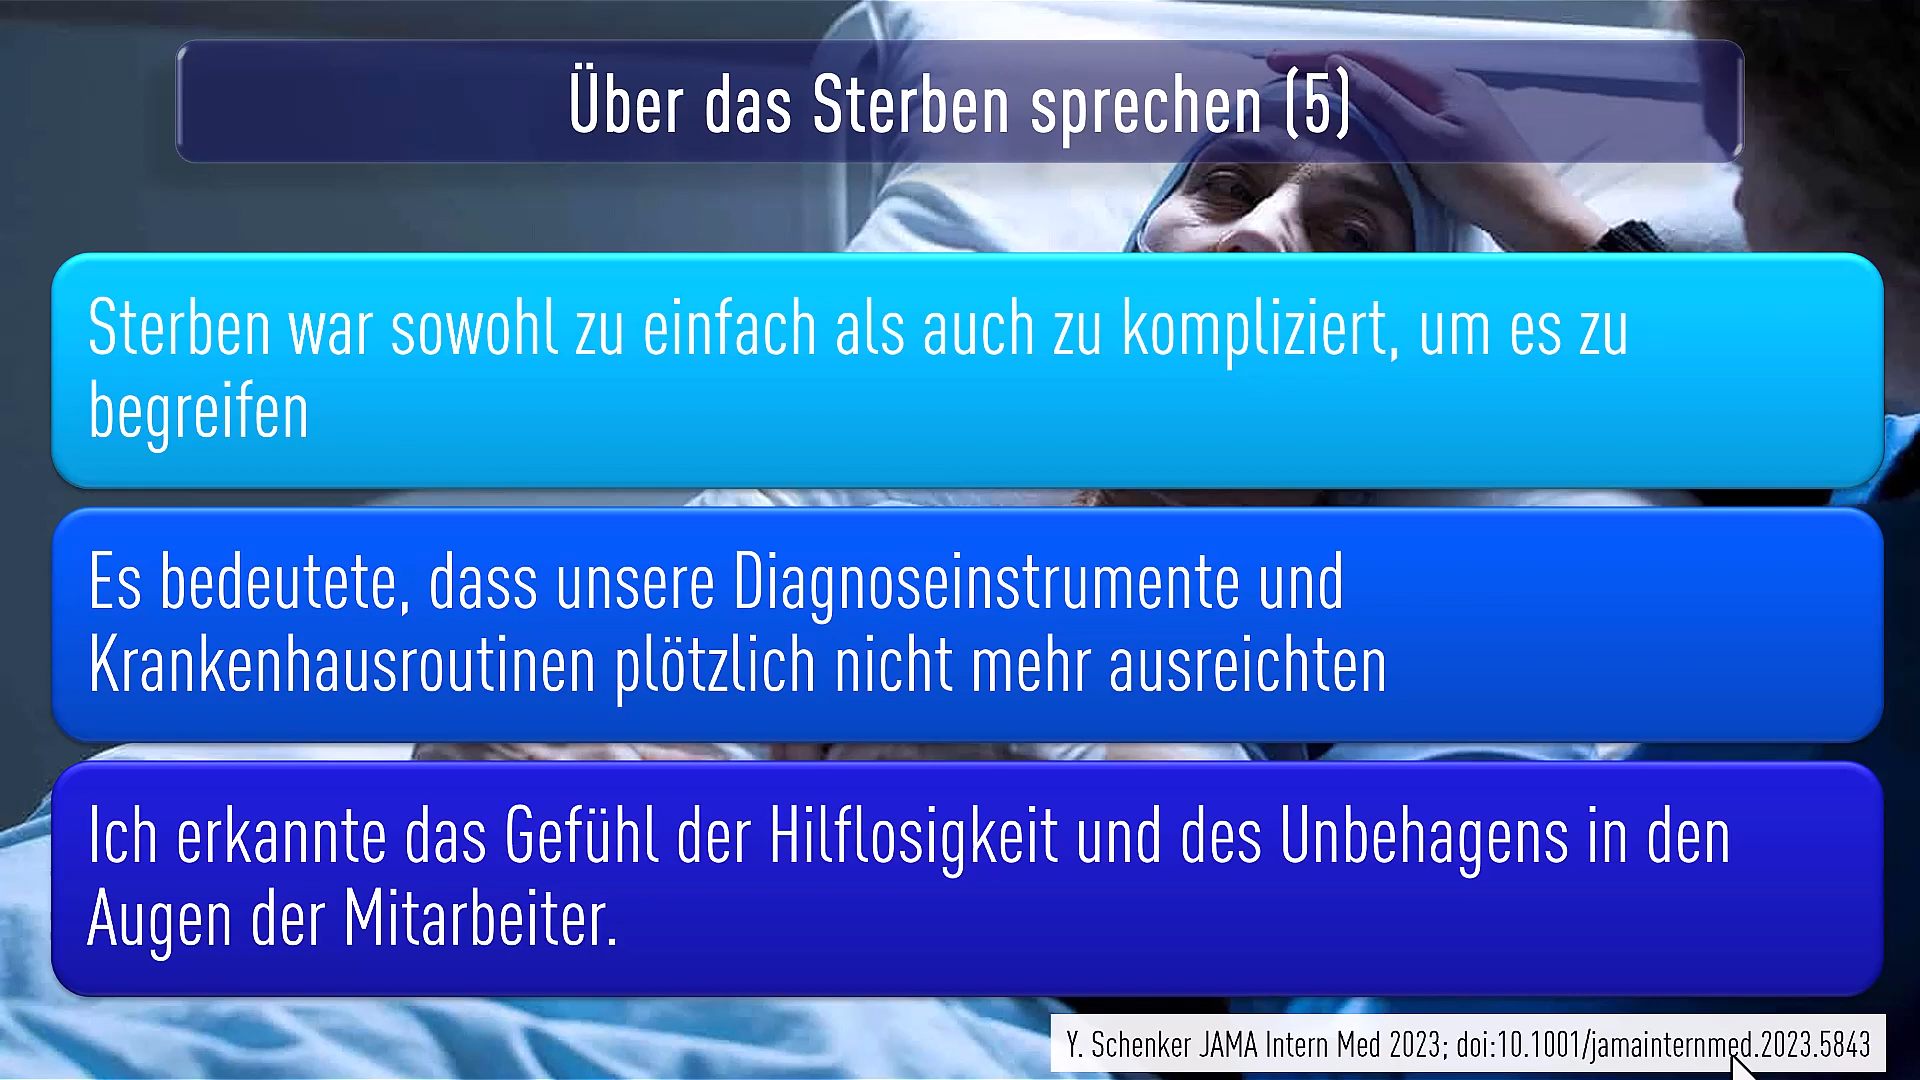 Über das Sterben sprechen (5)
Sterben war sowohl zu einfach als auch zu kompliziert, um es zu
begreifen
Es bedeutete, dass unsere Diagnoseinstrumente und
Krankenhausroutinen plötzlich nicht mehr ausreichten
Ich erkannte das Gefühl der Hilflosigkeit und des Unbehagens in den
Augen der Mitarbeiter.
Y. Schenker JAMA Intern Med 2023; doi:10.1001/jamainternmed.2023.5843